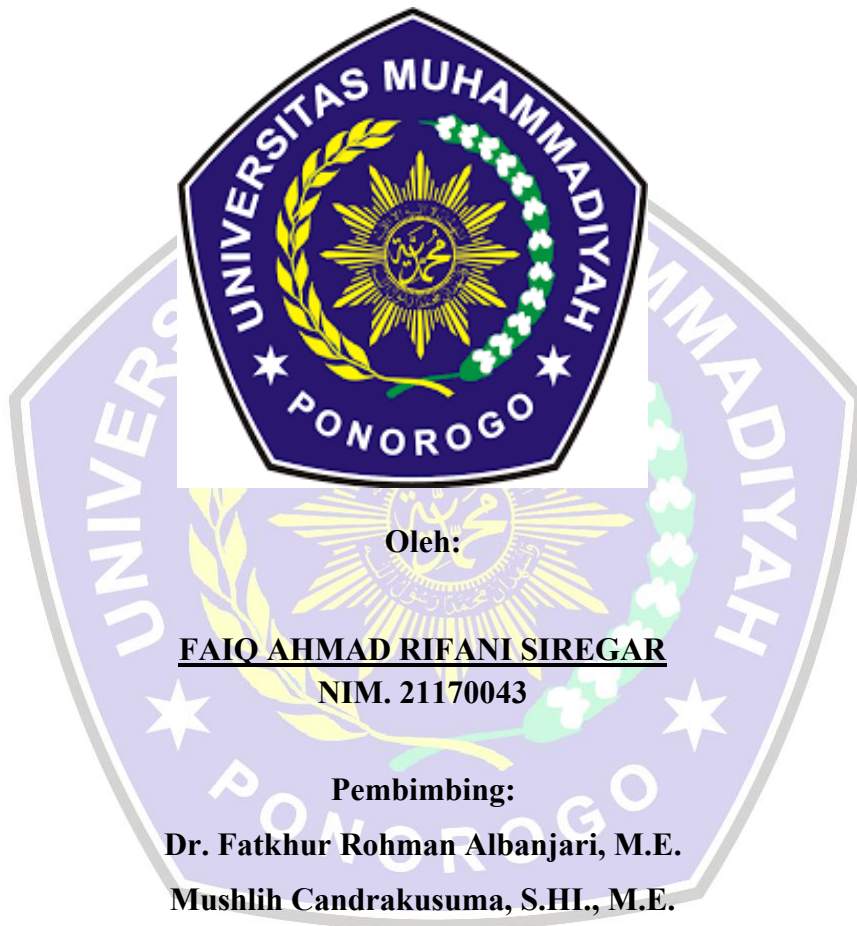 UNIVERSITAS MUHAMMADIYAH
PONOROGO
Oleh:
FAIQ AHMAD RIFANI SIREGAR
NIM. 21170043
Pembimbing:
Dr. Fatkhur Rohman Albanjari, M.E.
Mushlih Candrakusuma, S.HI., M.E.